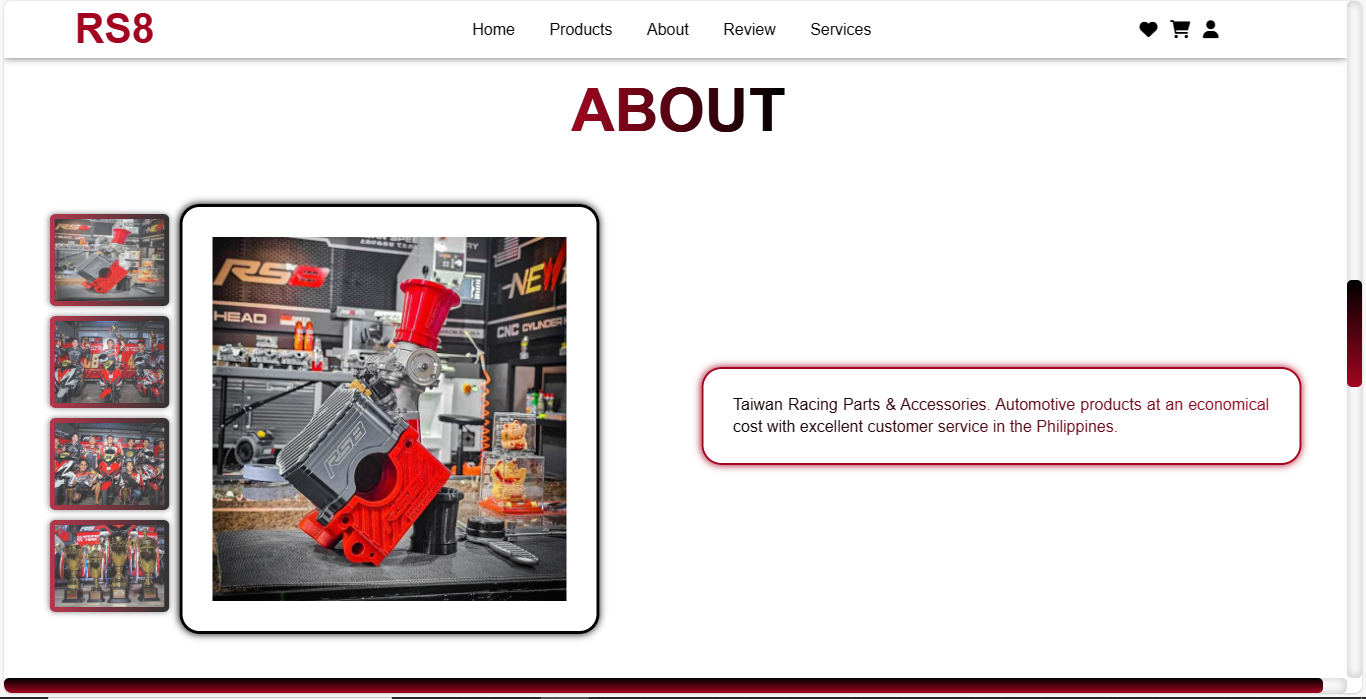 RS8
Home Products About Review Services
ABOUT
RS8
NEW
HEAD
CNC CYLINDER HEAD
RS8
Taiwan Racing Parts & Accessories. Automotive products at an economical
cost with excellent customer service in the Philippines.